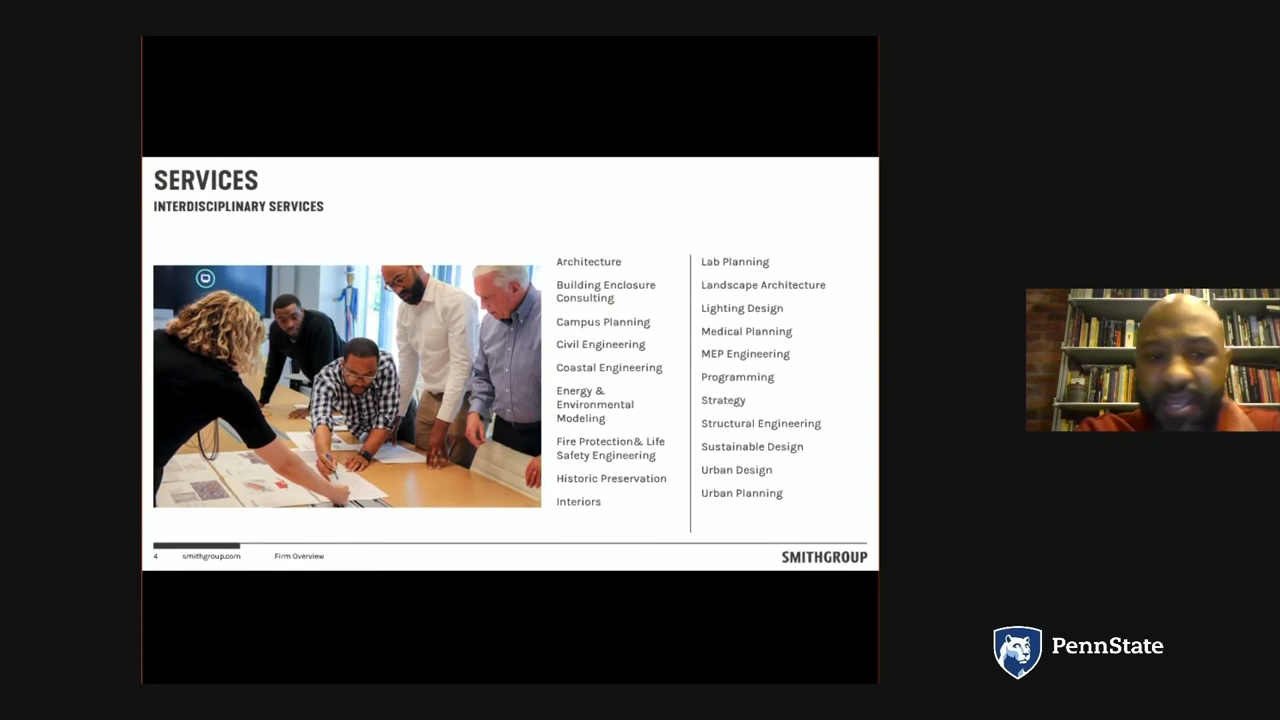 SERVICES
INTERDISCIPLINARY SERVICES
Architecture
Building Enclosure
Consulting
Campus Planning
Civil Engineering
Coastal Engineering
Energy &
Environmental
Modeling
Fire Protection& Life
Safety Engineering
Historic Preservation
Interiors
Lab Planning
Landscape Architecture
Lighting Design
Medical Planning
MEP Engineering
Programming
Strategy
Structural Engineering
Sustainable Design
Urban Design
Urban Planning
4 smithgroup.com Firm Overview
SMITHGROUP
PennState